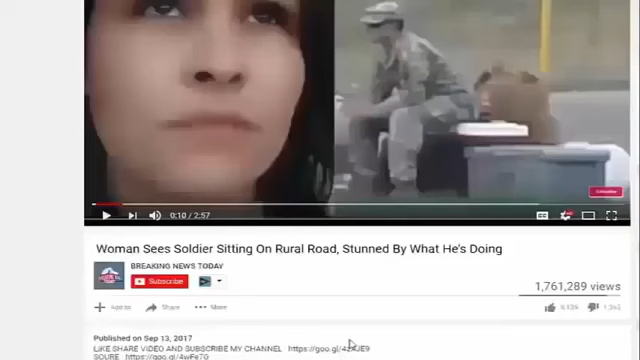 0:10 / 2:57
Woman Sees Soldier Sitting On Rural Road, Stunned By What He's Doing
BREAKING NEWS TODAY
Subscribe
1,761,289 views
Add to
Share
More
Published on Sep 13, 2017
LIKE SHARE VIDEO AND SUBSCRIBE MY CHANNEL
SOURE